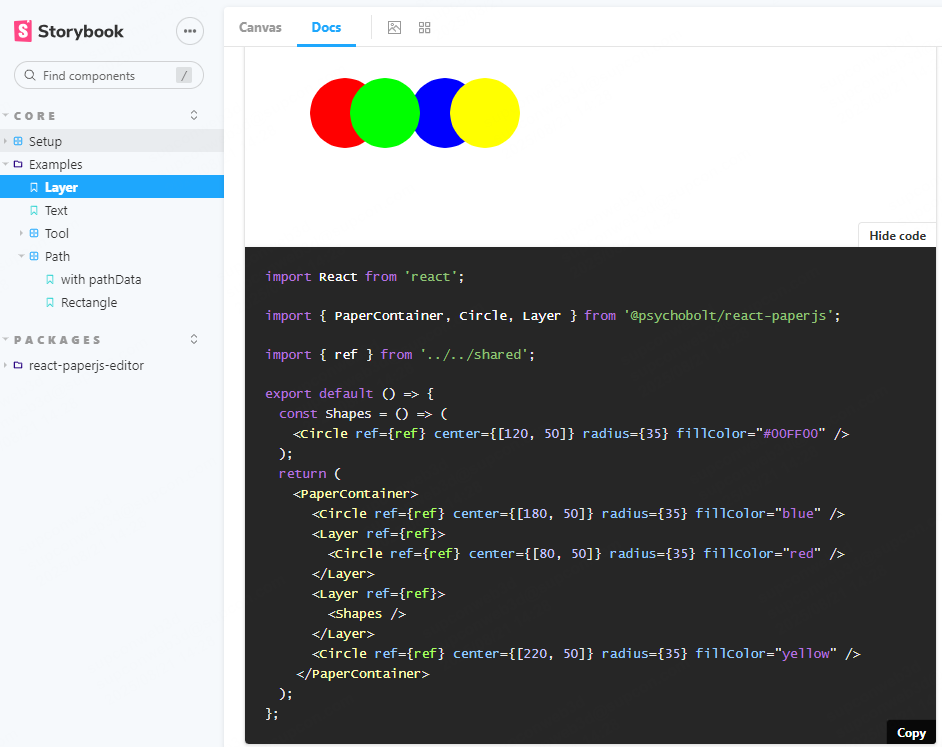 Storybook
Find components /
CORE
Setup
Examples
Layer
Text
Tool
Path
with pathData
Rectangle
PACKAGES
react-paperjs-editor
Canvas Docs
Hide code
import React from 'react';
import { PaperContainer, Circle, Layer } from '@psychobolt/react-paperjs';
import { ref } from '../../shared';
export default () => {
const Shapes = () => (
<Circle ref={ref} center={[120, 50]} radius={35} fillColor="#00FF00" />
);
return (
<PaperContainer>
<Circle ref={ref} center={[180, 50]} radius={35} fillColor="blue" />
<Layer ref={ref}>
<Circle ref={ref} center={[80, 50]} radius={35} fillColor="red" />
</Layer>
<Layer ref={ref}>
<Shapes />
</Layer>
<Circle ref={ref} center={[220, 50]} radius={35} fillColor="yellow" />
</PaperContainer>
);
};
Copy